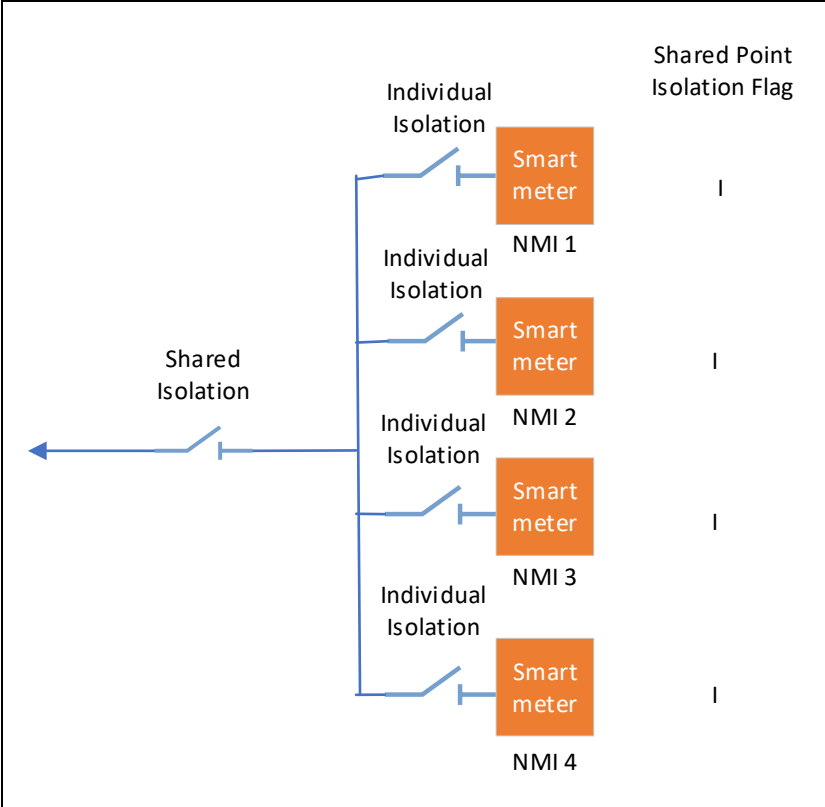 Shared Point
Isolation Flag
Individual
Isolation
Smart
meter
I
NMI 1
Individual
Isolation
Smart
meter
I
NMI 2
Shared
Isolation
Individual
Isolation
Smart
meter
I
NMI 3
Individual
Isolation
Smart
meter
I
NMI 4